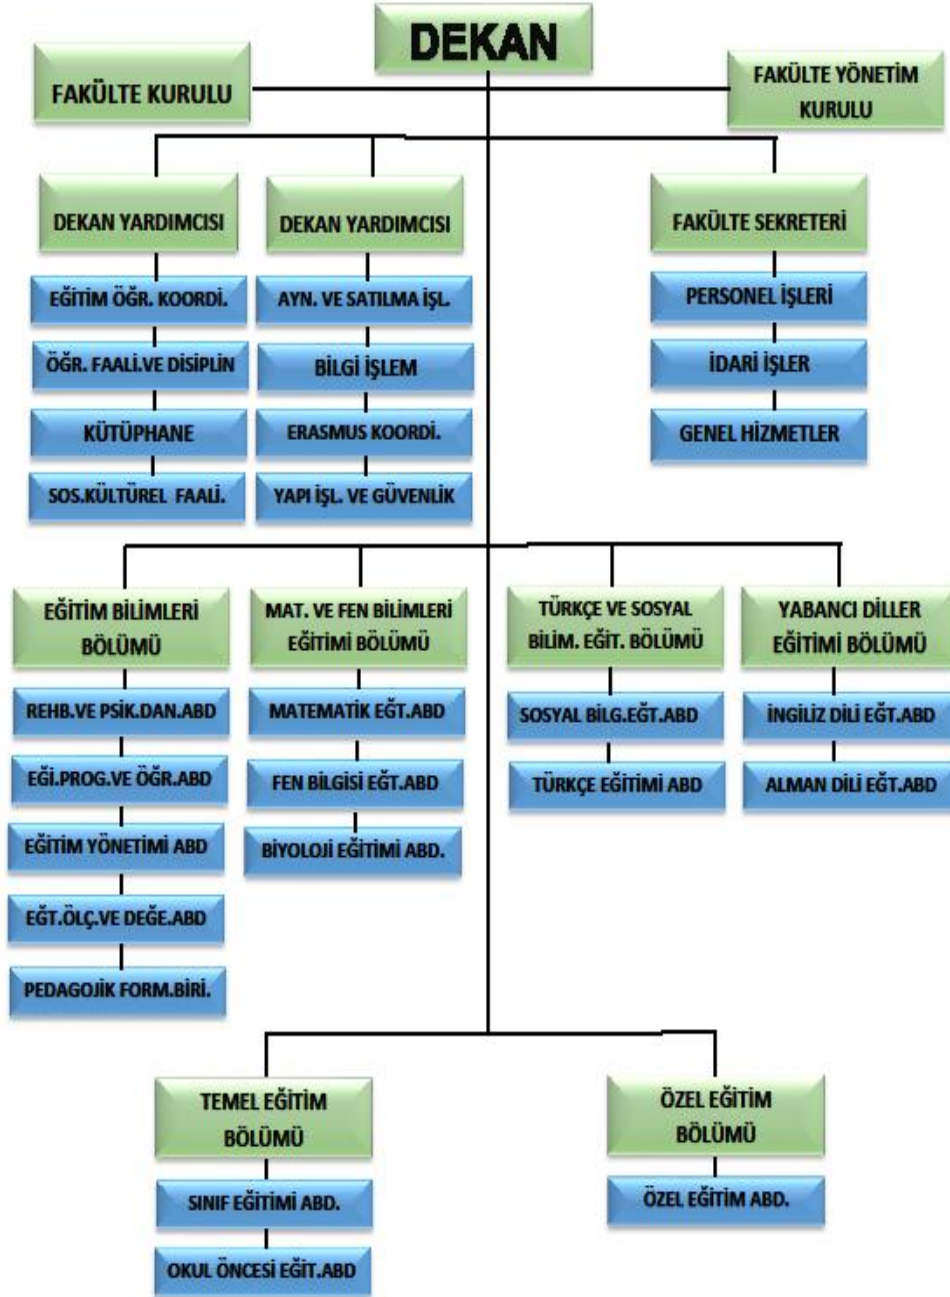 DEKAN
FAKÜLTE KURULU
FAKÜLTE YÖNETİM
KURULU
DEKAN YARDIMCISI
DEKAN YARDIMCISI
FAKÜLTE SEKRETERİ
EĞİTİM ÖĞR. KOORDİ.
AYN. VE SATILMA İŞL.
PERSONEL İŞLERİ
ÖĞR. FAALİ.VE DISIPLIN
BİLGİ İŞLEM
İDARİ İŞLER
KÜTÜPHANE
ERASMUS KOORDİ.
GENEL HİZMETLER
SOS.KÜLTÜREL FAALİ.
YAPI İŞL. VE GÜVENLİK
EĞİTİM BİLİMLERİ
BÖLÜMÜ
MAT. VE FEN BİLİMLERİ
EĞİTİMİ BÖLÜMÜ
TÜRKÇE VE SOSYAL
BİLİM. EĞİT. BÖLÜMÜ
YABANCI DİLLER
EĞİTİMİ BÖLÜMÜ
REHB.VE PSİK.DAN.ABD
MATEMATİK EĞT.ABD
SOSYAL BİLG.EĞT.ABD
İNGİLİZ DİLİ EĞT.ABD
EĞİ.PROG.VE ÖĞR.ABD
FEN BİLGİSİ EĞT.ABD
TÜRKÇE EĞİTİMİ ABD
ALMAN DİLİ EĞT.ABD
EĞİTİM YÖNETİMİ ABD
BİYOLOJİ EĞİTİMİ ABD.
EĞT.ÖLÇ.VE DEĞE.ABD
PEDAGOJİK FORM.BİRİ.
TEMEL EĞİTİM
BÖLÜMÜ
ÖZEL EĞİTİM
BÖLÜMÜ
SINIF EĞİTİMİ ABD.
ÖZEL EĞİTİM ABD.
OKUL ÖNCESİ EĞİT.ABD